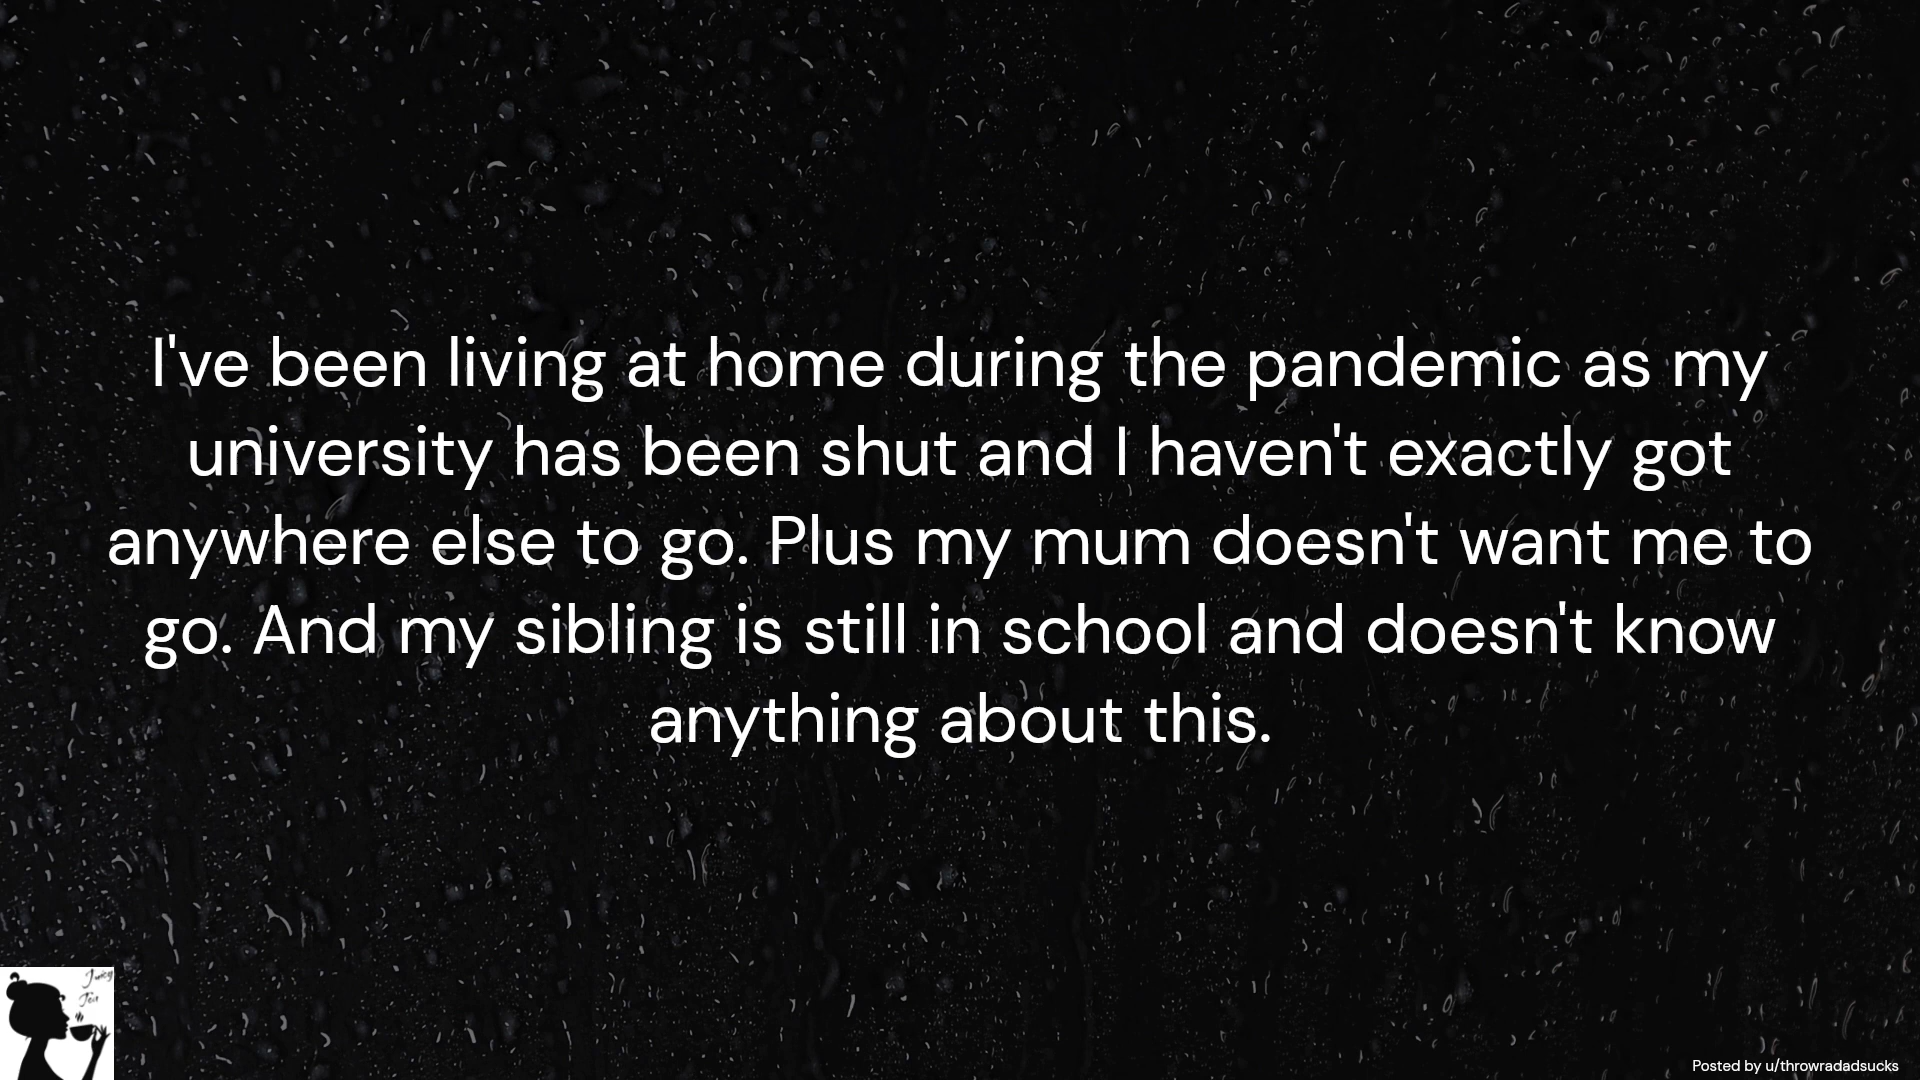 I've been living at home during the pandemic as my
university has been shut and I haven't exactly got
anywhere else to go. Plus my mum doesn't want me to
go. And my sibling is still in school and doesn't know
anything about this.
Juicy
Tea
Posted by u/throwradadsucks